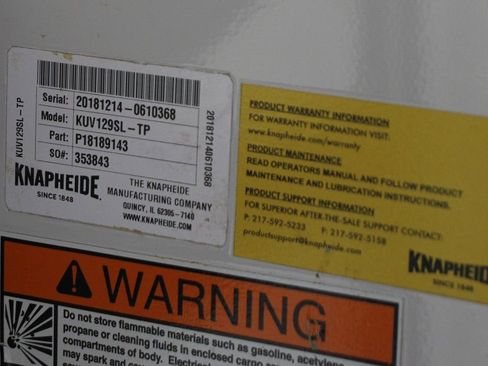 Serial: 20181214-0610368
Model: KUV129SL-TP
Part: P18189143
SO#: 353843
KUV129SL-TP
201812140610368
KNAPHEIDE
SINCE 1848
THE KNAPHEIDE
MANUFACTURING COMPANY
QUINCY, IL 62305-7140
WWW.KNAPHEIDE.COM
PRODUCT WARRANTY INFORMATION
FOR WARRANTY INFORMATION VISIT:
www.knapheide.com/warranty
PRODUCT MAINTENANCE
READ OPERATORS MANUAL AND FOLLOW PRODUCT
MAINTENANCE AND LUBRICATION INSTRUCTIONS.
PRODUCT SUPPORT INFORMATION
FOR SUPERIOR AFTER-THE-SALE SUPPORT CONTACT:
P: 217-592-5233 F: 217-592-5158
productsupport@knapheide.com
KNAPHEIDE
SINCE 1848
WARNING
Do not store flammable materials such as gasoline, acetylene
propane or cleaning fluids in enclosed cargo
compartments of body.
may spark and